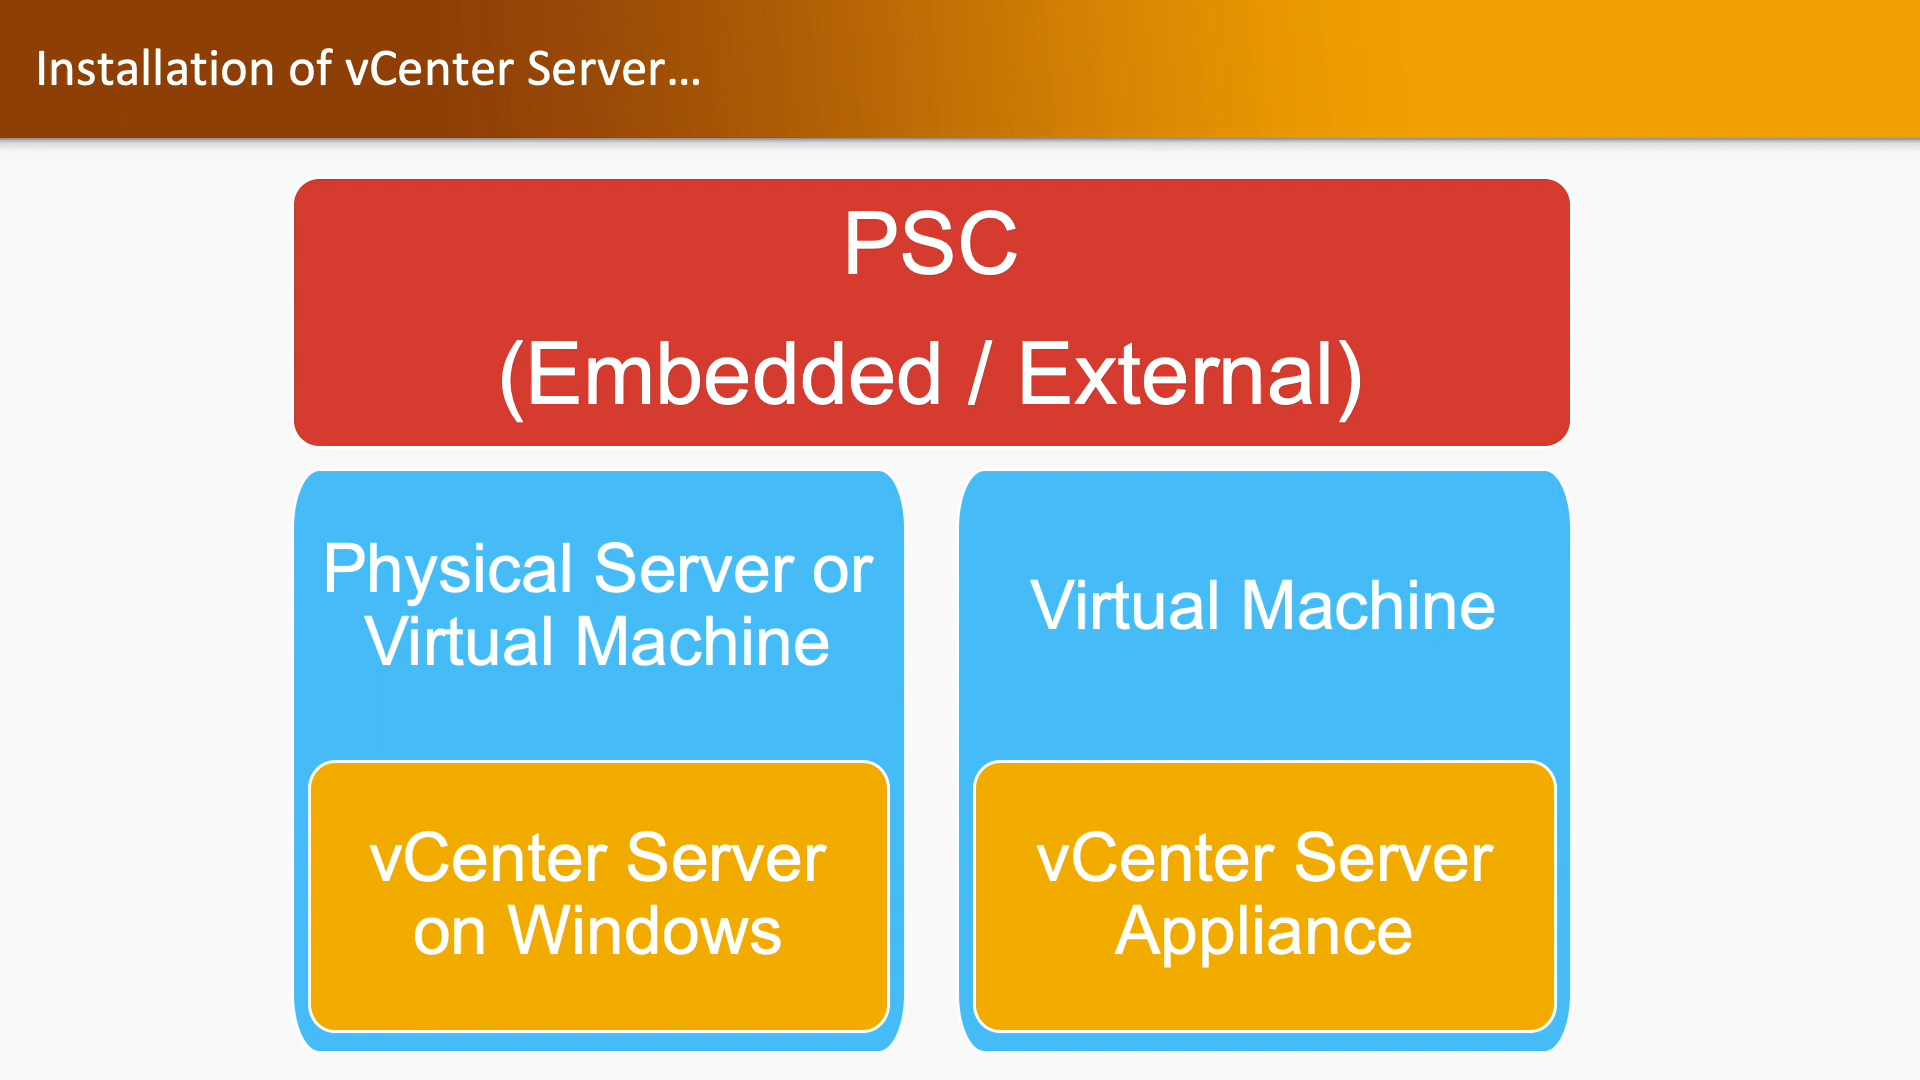 Installation of vCenter Server...
PSC
(Embedded / External)
Physical Server or
Virtual Machine
Virtual Machine
vCenter Server
on Windows
vCenter Server
Appliance